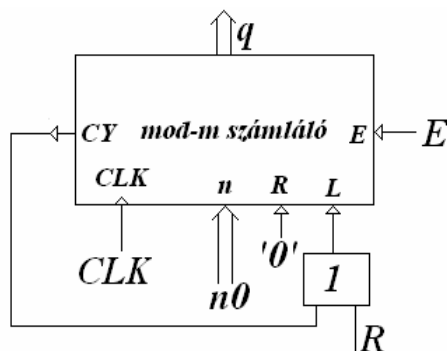 q
CY mod-m számláló E E
CLK n R L
CLK n0 '0' 1
R